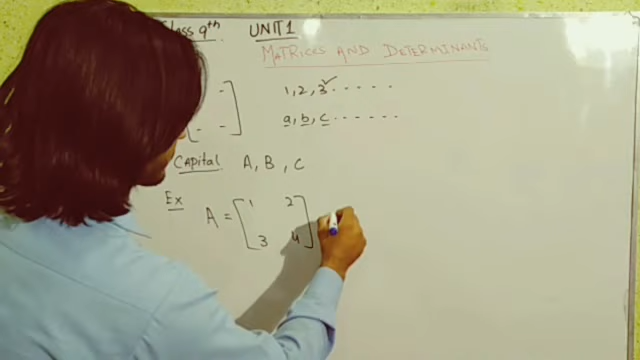 Class 9th UNIT 1
MATRICES AND DETERMINANTS
- 1, 2, 3 ✓ . . . . .
- - a, b, c - - - - - -
Capital A, B, C
Ex
A = [ 1 2
3 4 ]